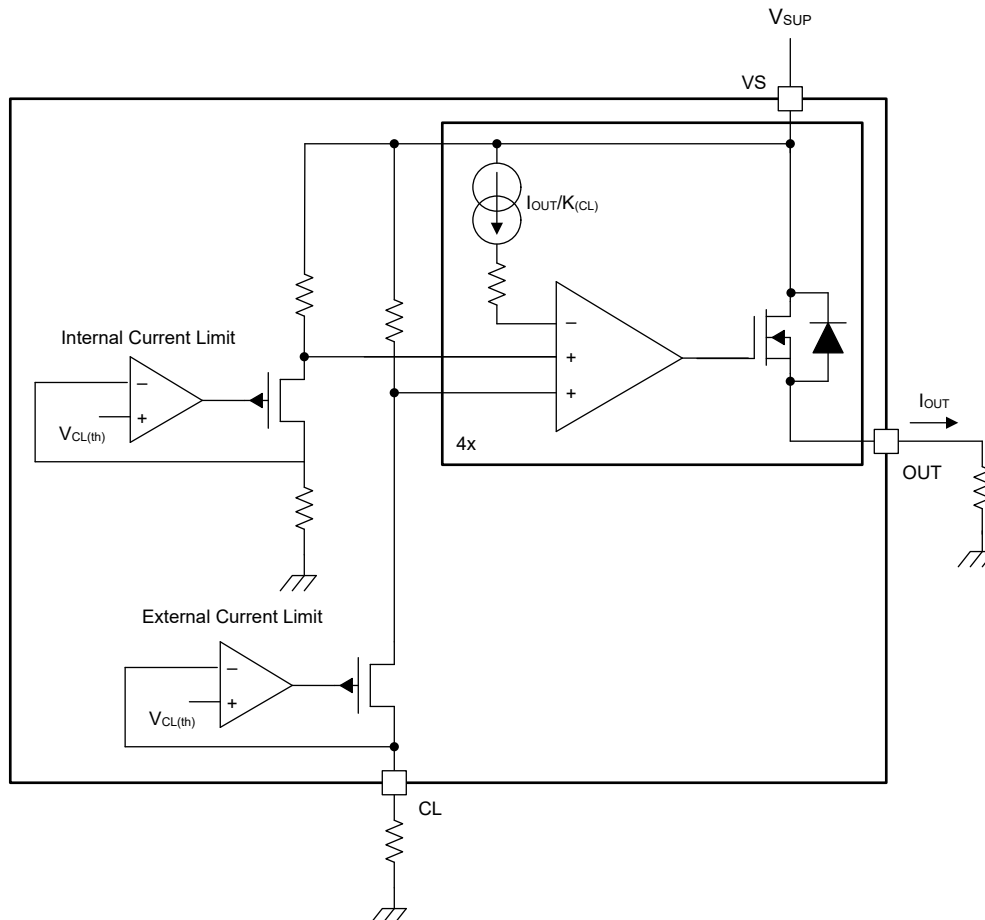 VSUP
VS
IOUT/K(CL)
Internal Current Limit
−
+
VCL(th)
−
+
+
4x
IOUT
OUT
External Current Limit
−
+
VCL(th)
CL